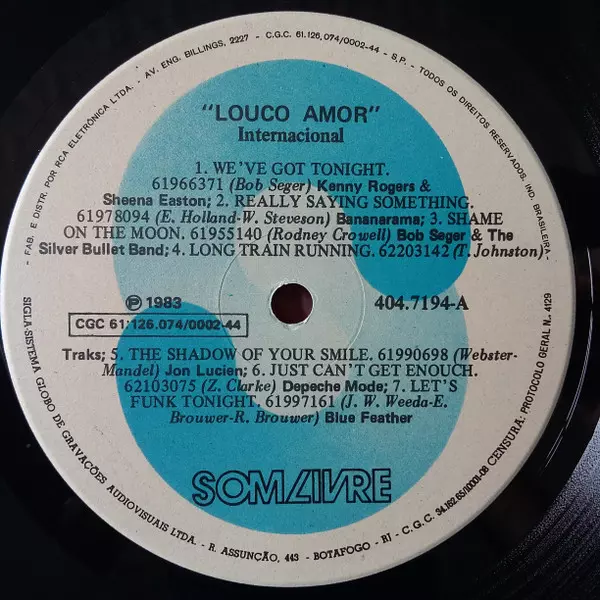 "LOUCO AMOR"
Internacional
1. WE'VE GOT TONIGHT.
61966371 (Bob Seger) Kenny Rogers &
Sheena Easton; 2. REALLY SAYING SOMETHING.
61978094 (E. Holland-W. Steveson) Bananarama; 3. SHAME
ON THE MOON. 61955140 (Rodney Crowell) Bob Seger & The
Silver Bullet Band; 4. LONG TRAIN RUNNING. 62203142 (T. Johnston)
Ⓟ 1983
404.7194-A
CGC 61.126.074/0002-44
Traks; 5. THE SHADOW OF YOUR SMILE. 61990698 (Webster-
Mandel) Jon Lucien; 6. JUST CAN'T GET ENOUCH.
62103075 (Z. Clarke) Depeche Mode; 7. LET'S
FUNK TONIGHT. 61997161 (J. W. Weeda-E.
Brouwer-R. Brouwer) Blue Feather
SOM LIVRE
- FAB. E DISTR. POR RCA ELETRÔNICA LTDA. - AV. ENG. BILLINGS, 2227 - C.G.C. 61.126.074/0002-44 - S.P. - TODOS OS DIREITOS RESERVADOS. IND. BRASILEIRA -
SIGLA-SISTEMA GLOBO DE GRAVACÇÕES AUDIOVISUAIS LTDA. - R. ASSUNÇÃO, 443 - BOTAFOGO - RJ - C.G.C. 34.162.651/0001-08 CENSURA: PROTOCOLO GERAL N.. 4129